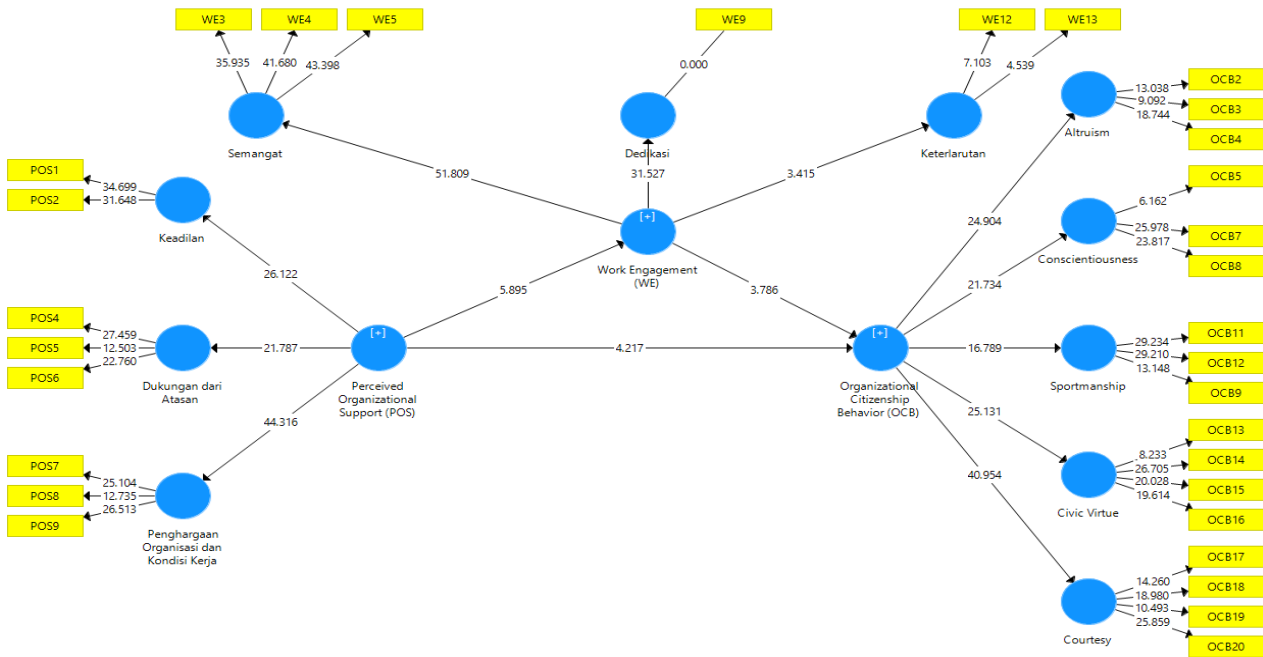 WE3
WE4
WE5
WE9
WE12
WE13
35.935
41.680
43.398
0.000
7.103
4.539
Semangat
Dedikasi
Keterlarutan
OCB2
OCB3
OCB4
13.038
9.092
18.744
Altruism
POS1
POS2
34.699
31.648
Keadilan
51.809
31.527
3.415
24.904
OCB5
OCB7
OCB8
6.162
25.978
23.817
Conscientiousness
[+]
Work Engagement
(WE)
26.122
5.895
3.786
21.734
POS4
POS5
POS6
27.459
12.503
22.760
Dukungan dari
Atasan
21.787
[+]
Perceived
Organizational
Support (POS)
4.217
[+]
Organizational
Citizenship
Behavior (OCB)
16.789
OCB11
OCB12
OCB9
29.234
29.210
13.148
Sportmanship
44.316
25.131
40.954
OCB13
OCB14
OCB15
OCB16
8.233
26.705
20.028
19.614
Civic Virtue
POS7
POS8
POS9
25.104
12.735
26.513
Penghargaan
Organisasi dan
Kondisi Kerja
OCB17
OCB18
OCB19
OCB20
14.260
18.980
10.493
25.859
Courtesy